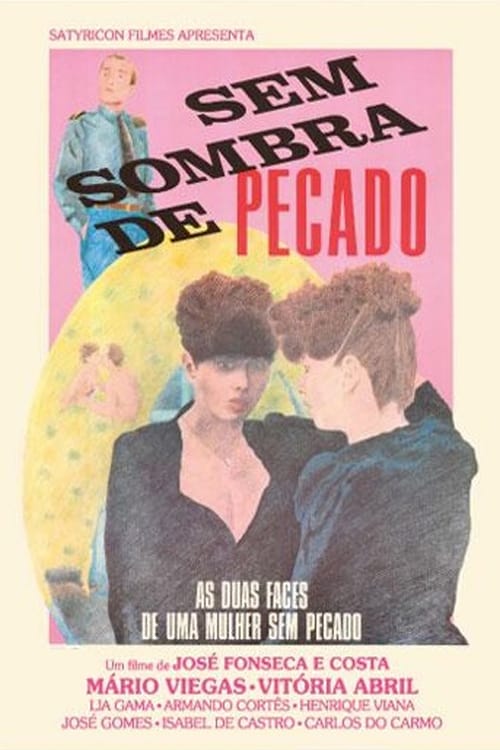 SATYRICON FILMES APRESENTA
SEM
SOMBRA
DE PECADO
AS DUAS FACES
DE UMA MULHER SEM PECADO
Um filme de JOSÉ FONSECA E COSTA
MÁRIO VIEGAS • VITÓRIA ABRIL
LIA GAMA • ARMANDO CORTÊS • HENRIQUE VIANA
JOSÉ GOMES • ISABEL DE CASTRO • CARLOS DO CARMO